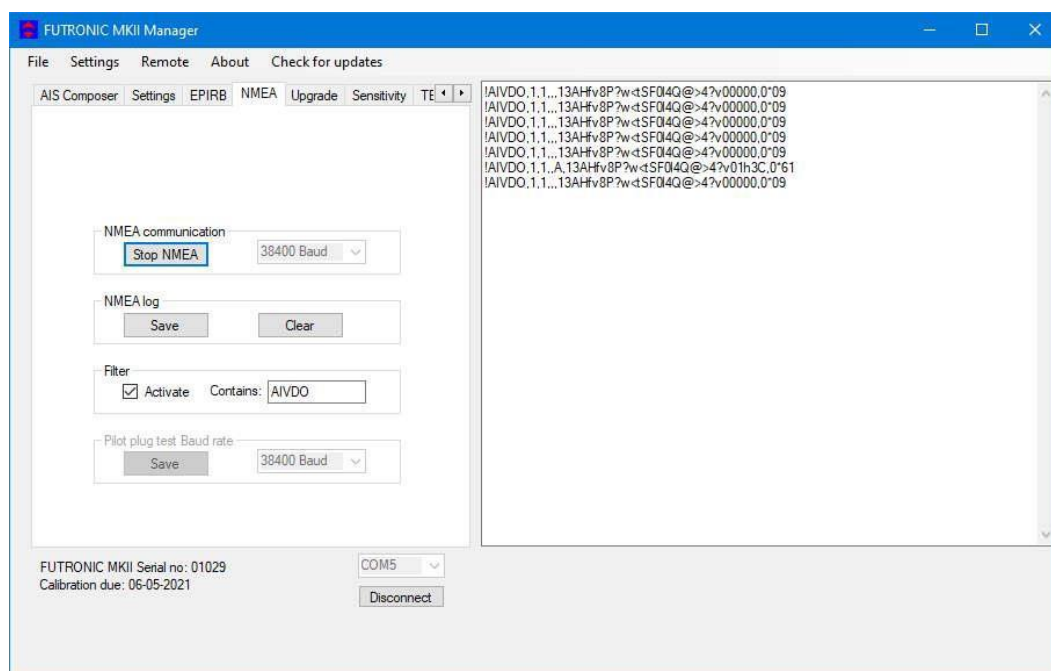 FUTRONIC MKII Manager
File Settings Remote About Check for updates
AIS Composer Settings EPIRB NMEA Upgrade Sensitivity TE
!AIVDO,1,1,,,13AHfv8P?w<tSF0l4Q@>4?v00000,0*09
!AIVDO,1,1,,,13AHfv8P?w<tSF0l4Q@>4?v00000,0*09
!AIVDO,1,1,,,13AHfv8P?w<tSF0l4Q@>4?v00000,0*09
!AIVDO,1,1,,,13AHfv8P?w<tSF0l4Q@>4?v00000,0*09
!AIVDO,1,1,,,13AHfv8P?w<tSF0l4Q@>4?v00000,0*09
!AIVDO,1,1,,A,13AHfv8P?w<tSF0l4Q@>4?v01h3C,0*61
!AIVDO,1,1,,,13AHfv8P?w<tSF0l4Q@>4?v00000,0*09
NMEA communication
Stop NMEA 38400 Baud
NMEA log
Save Clear
Filter
Activate Contains: AIVDO
Pilot plug test Baud rate
Save 38400 Baud
FUTRONIC MKII Serial no: 01029
Calibration due: 06-05-2021
COM5
Disconnect